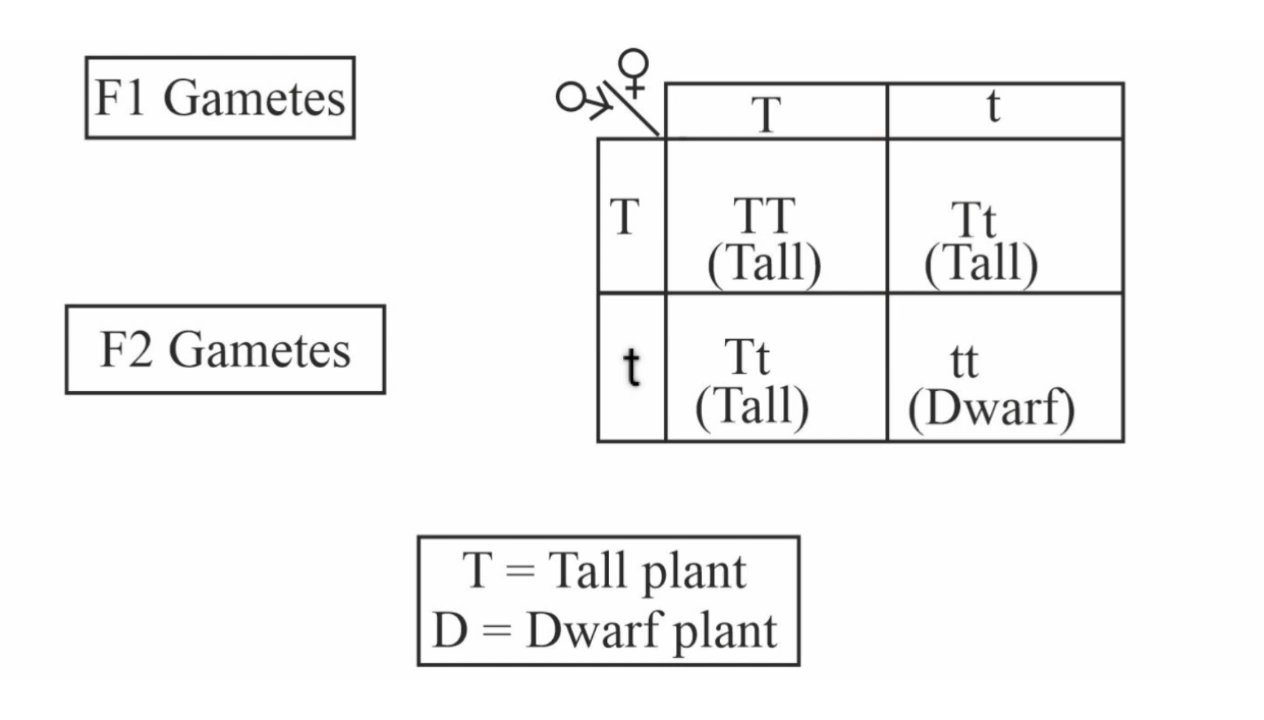 F1 Gametes
T t
T TT Tt
(Tall) (Tall)
F2 Gametes
t Tt tt
(Tall) (Dwarf)
T = Tall plant
D = Dwarf plant